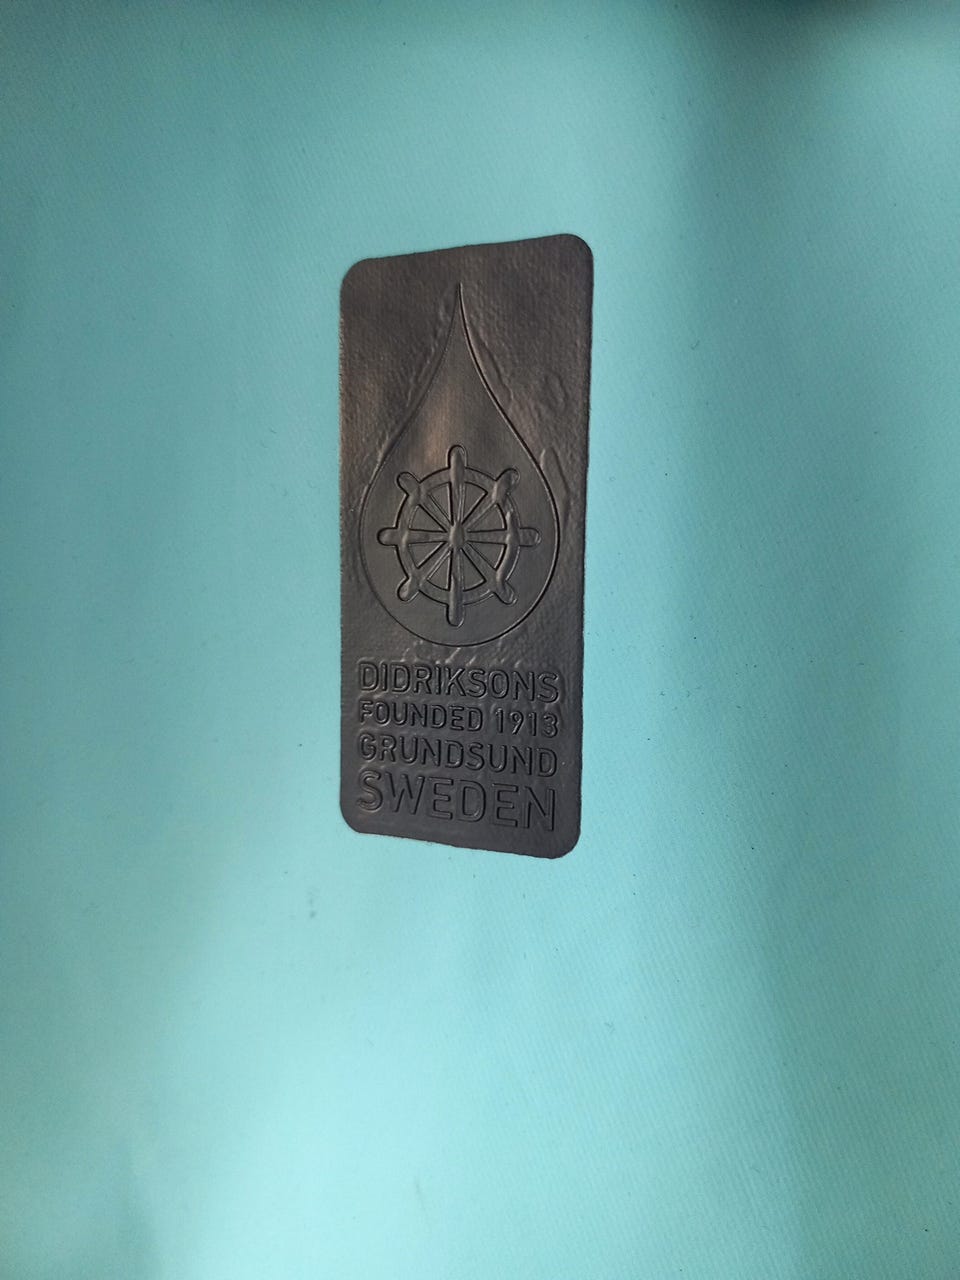 DIDRIKSONS
FOUNDED 1913
GRUNDSUND
SWEDEN